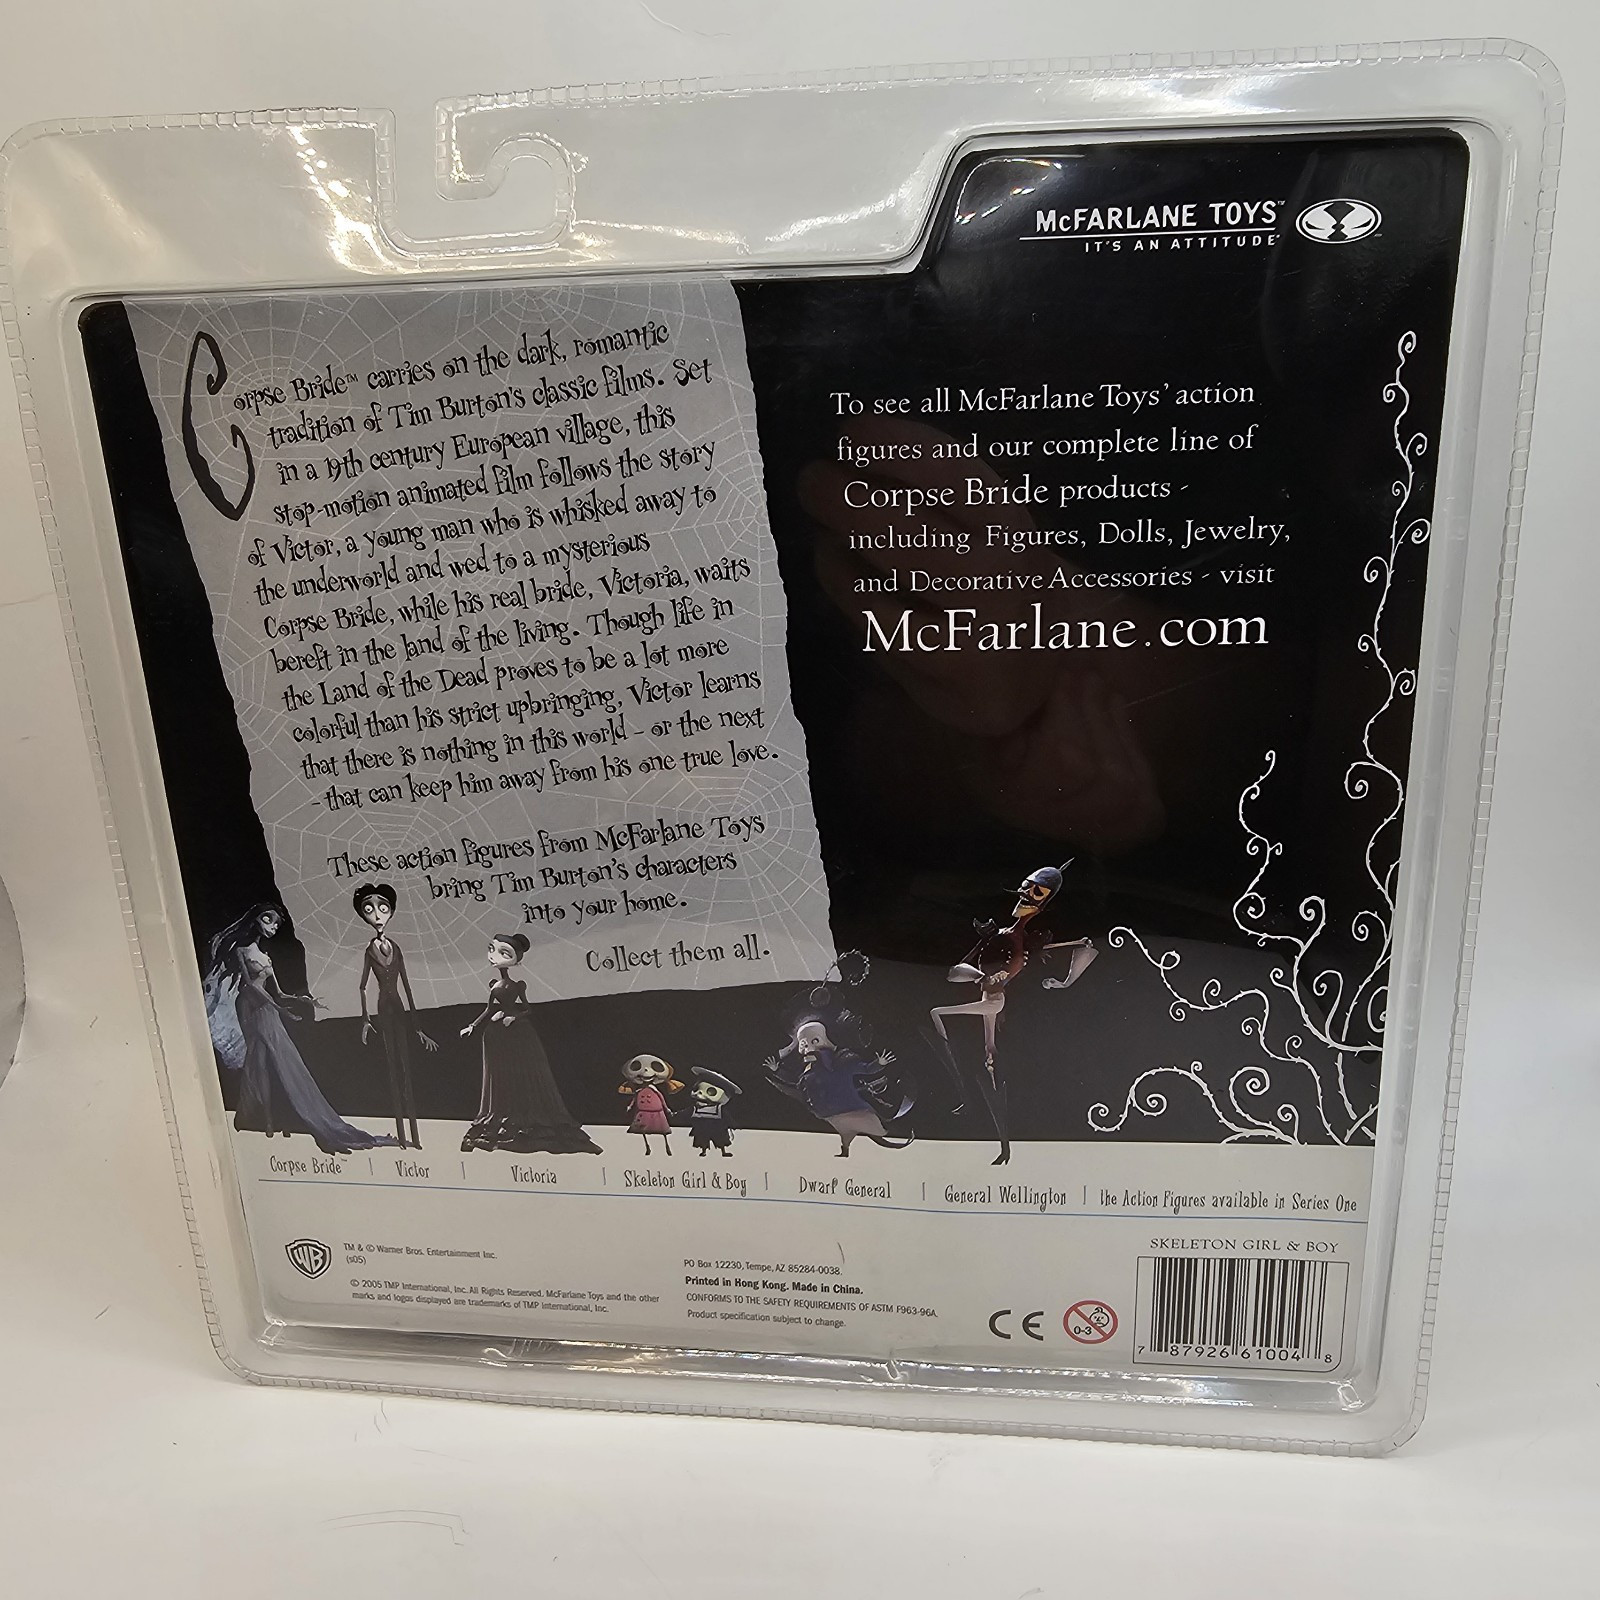 McFARLANE TOYS™
IT'S AN ATTITUDE
Corpse Bride™ carries on the dark, romantic
tradition of Tim Burton's classic films. Set
in a 19th century European village, this
stop-motion animated film follows the story
of Victor, a young man who is whisked away to
the underworld and wed to a mysterious
Corpse Bride, while his real bride, Victoria, waits
bereft in the land of the living. Though life in
the Land of the Dead proves to be a lot more
colorful than his strict upbringing, Victor learns
that there is nothing in this world - or the next
- that can keep him away from his one true love.
These action figures from McFarlane Toys
bring Tim Burton's characters
into your home.
Collect them all.
To see all McFarlane Toys' action
figures and our complete line of
Corpse Bride products -
including Figures, Dolls, Jewelry,
and Decorative Accessories - visit
McFarlane.com
Corpse Bride™ | Victor | Victoria | Skeleton Girl & Boy | Dwarf General | General Wellington | the Action Figures available in Series One
WB
TM & © Warner Bros. Entertainment Inc.
(s05)
© 2005 TMP International, Inc. All Rights Reserved. McFarlane Toys and the other
marks and logos displayed are trademarks of TMP International, Inc.
PO Box 12230, Tempe, AZ 85284-0038.
Printed in Hong Kong. Made in China.
CONFORMS TO THE SAFETY REQUIREMENTS OF ASTM F963-96A.
Product specification subject to change.
CE
0-3
SKELETON GIRL & BOY
7 87926 61004 8